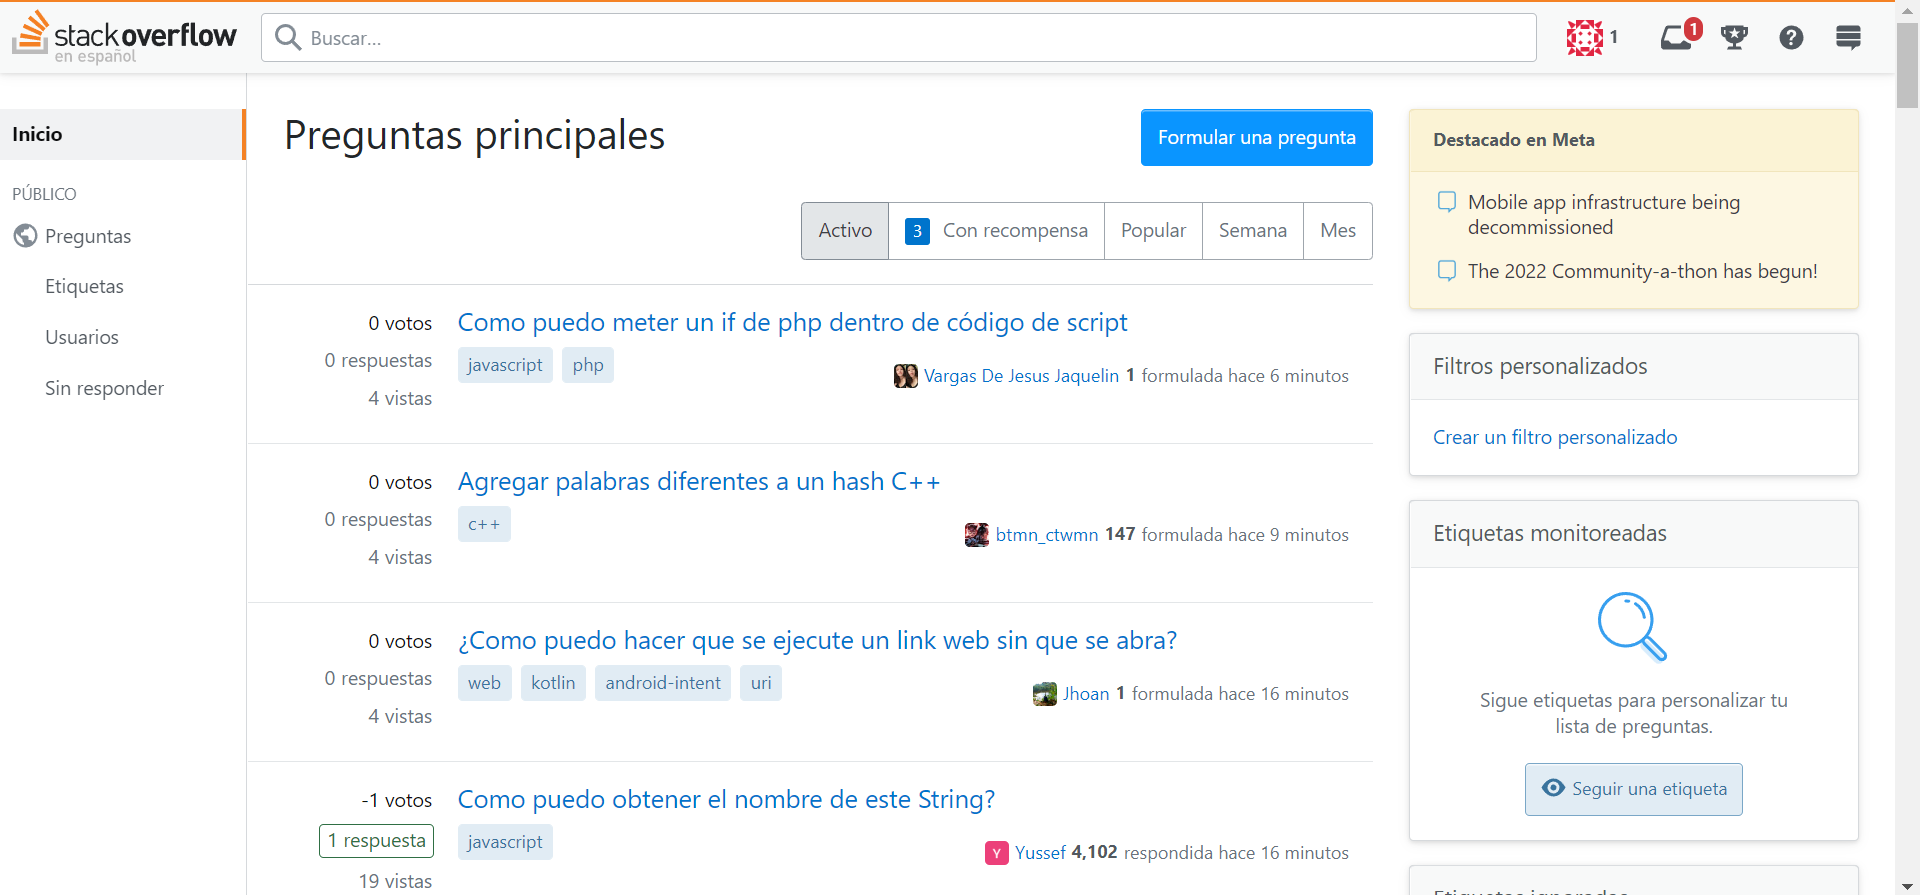 stackoverflow
en español
Buscar...
1
1
Inicio
PÚBLICO
Preguntas
Etiquetas
Usuarios
Sin responder
Preguntas principales
Formular una pregunta
Activo
3 Con recompensa
Popular
Semana
Mes
0 votos
0 respuestas
4 vistas
Como puedo meter un if de php dentro de código de script
javascript php
Vargas De Jesus Jaquelin 1 formulada hace 6 minutos
0 votos
0 respuestas
4 vistas
Agregar palabras diferentes a un hash C++
c++
btmn_ctwmn 147 formulada hace 9 minutos
0 votos
0 respuestas
4 vistas
¿Como puedo hacer que se ejecute un link web sin que se abra?
web kotlin android-intent uri
Jhoan 1 formulada hace 16 minutos
-1 votos
1 respuesta
19 vistas
Como puedo obtener el nombre de este String?
javascript
Y Yussef 4,102 respondida hace 16 minutos
Destacado en Meta
Mobile app infrastructure being
decommissioned
The 2022 Community-a-thon has begun!
Filtros personalizados
Crear un filtro personalizado
Etiquetas monitoreadas
Sigue etiquetas para personalizar tu
lista de preguntas.
Seguir una etiqueta